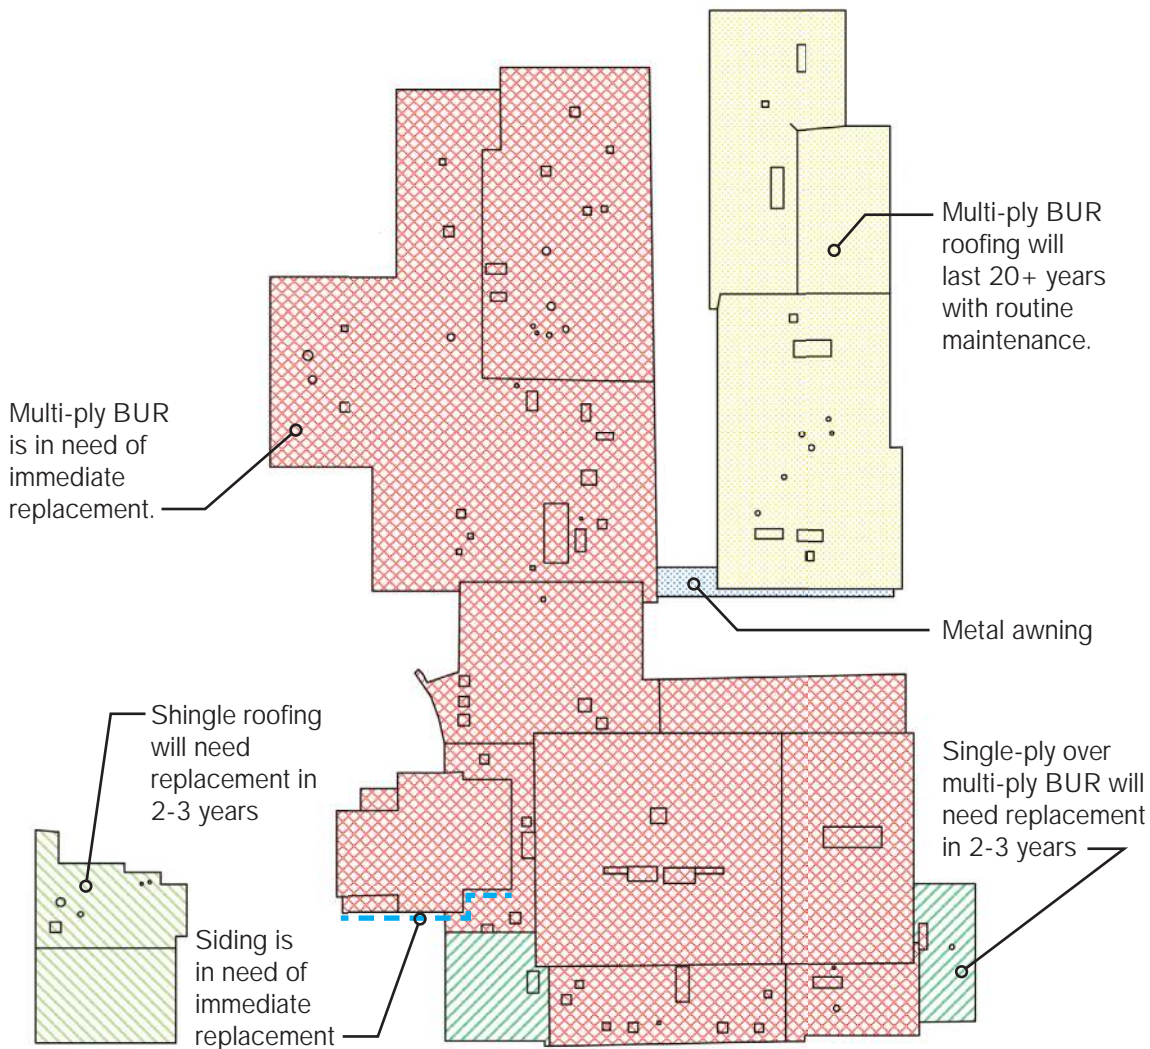 Multi-ply BUR
roofing will
last 20+ years
with routine
maintenance.
Multi-ply BUR
is in need of
immediate
replacement.
Metal awning
Shingle roofing
will need
replacement in
2-3 years
Single-ply over
multi-ply BUR will
need replacement
in 2-3 years
Siding is
in need of
immediate
replacement